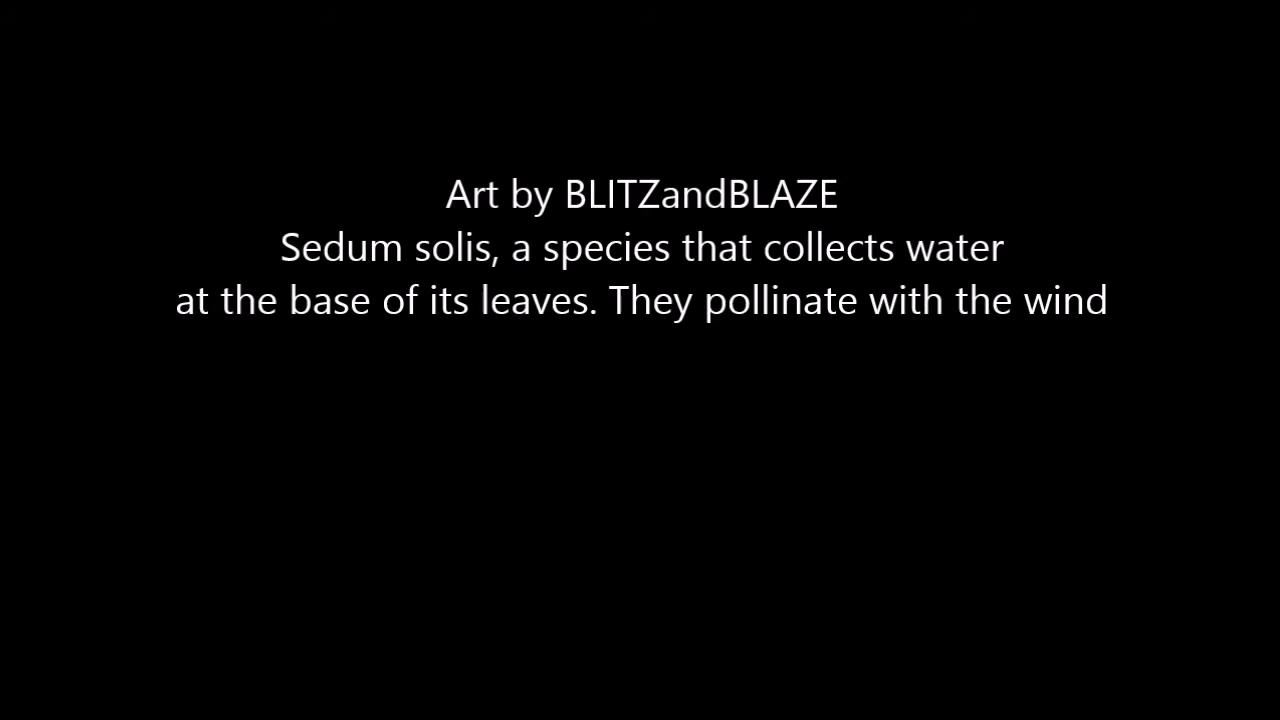 Art by BLITZandBLAZE
Sedum solis, a species that collects water
at the base of its leaves. They pollinate with the wind